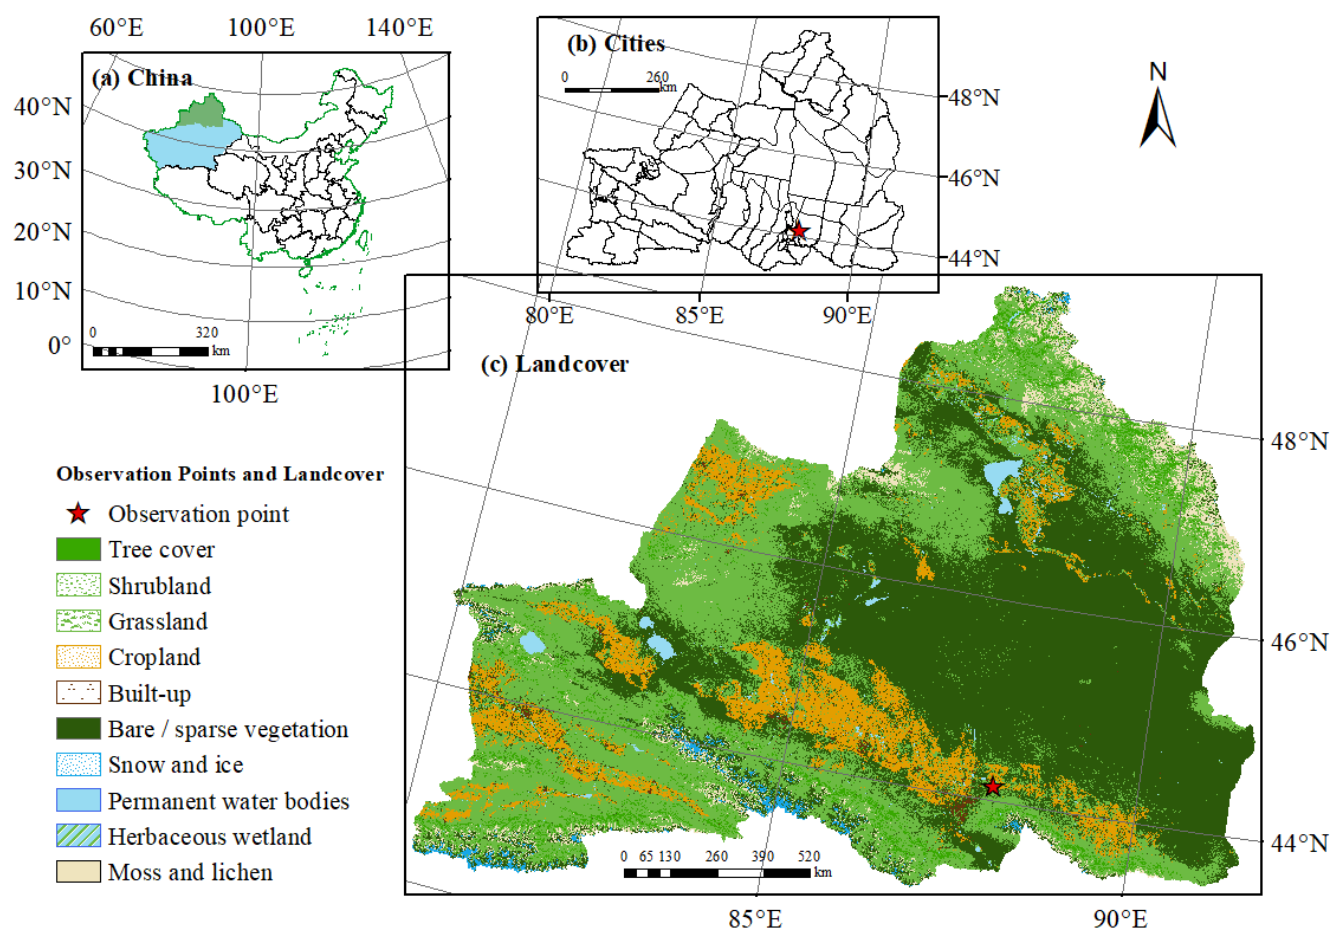 60°E 100°E 140°E
(a) China
40°N
30°N
20°N
10°N
0°
0 320
km
100°E
(b) Cities
0 260
km
48°N
46°N
44°N
80°E 85°E 90°E
N
(c) Landcover
48°N
46°N
44°N
0 65 130 260 390 520
km
85°E 90°E
Observation Points and Landcover
Observation point
Tree cover
Shrubland
Grassland
Cropland
Built-up
Bare / sparse vegetation
Snow and ice
Permanent water bodies
Herbaceous wetland
Moss and lichen